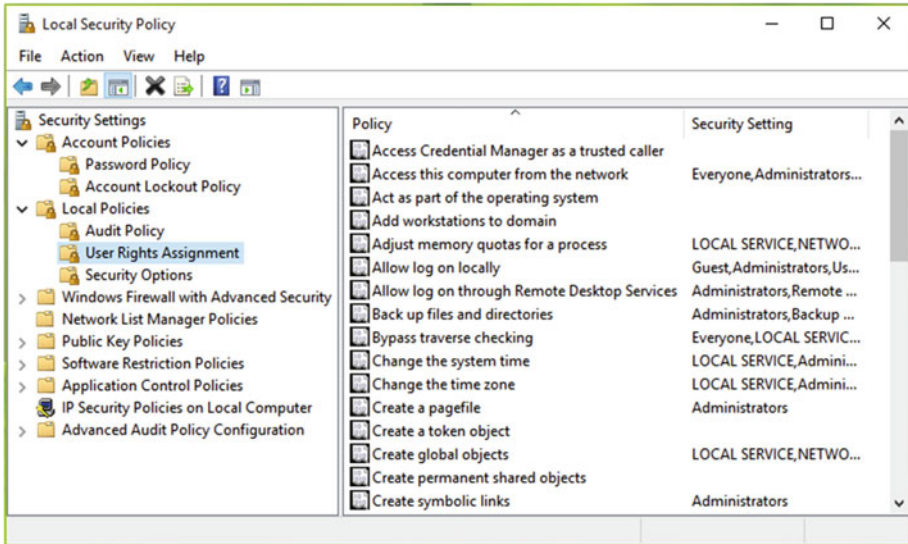 Local Security Policy
File Action View Help
Security Settings
Account Policies
Password Policy
Account Lockout Policy
Local Policies
Audit Policy
User Rights Assignment
Security Options
Windows Firewall with Advanced Security
Network List Manager Policies
Public Key Policies
Software Restriction Policies
Application Control Policies
IP Security Policies on Local Computer
Advanced Audit Policy Configuration
Policy Security Setting
Access Credential Manager as a trusted caller
Access this computer from the network Everyone,Administrators...
Act as part of the operating system
Add workstations to domain
Adjust memory quotas for a process LOCAL SERVICE,NETWO...
Allow log on locally Guest,Administrators,Us...
Allow log on through Remote Desktop Services Administrators,Remote ...
Back up files and directories Administrators,Backup ...
Bypass traverse checking Everyone,LOCAL SERVIC...
Change the system time LOCAL SERVICE,Admini...
Change the time zone LOCAL SERVICE,Admini...
Create a pagefile Administrators
Create a token object
Create global objects LOCAL SERVICE,NETWO...
Create permanent shared objects
Create symbolic links Administrators